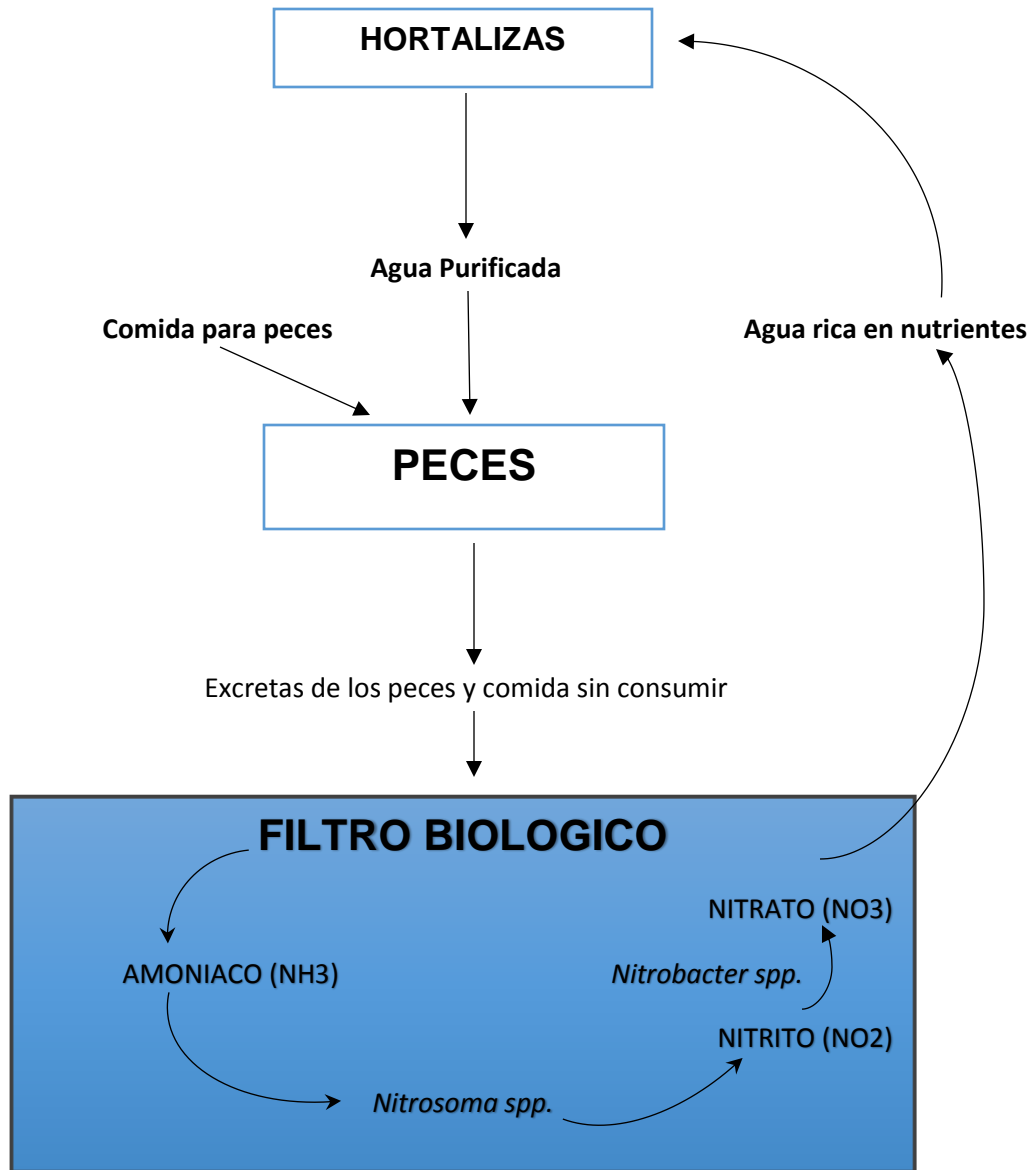 HORTALIZAS
Agua Purificada
Comida para peces
Agua rica en nutrientes
PECES
Excretas de los peces y comida sin consumir
FILTRO BIOLOGICO
NITRATO (NO3)
AMONIACO (NH3)
Nitrobacter spp.
NITRITO (NO2)
Nitrosoma spp.